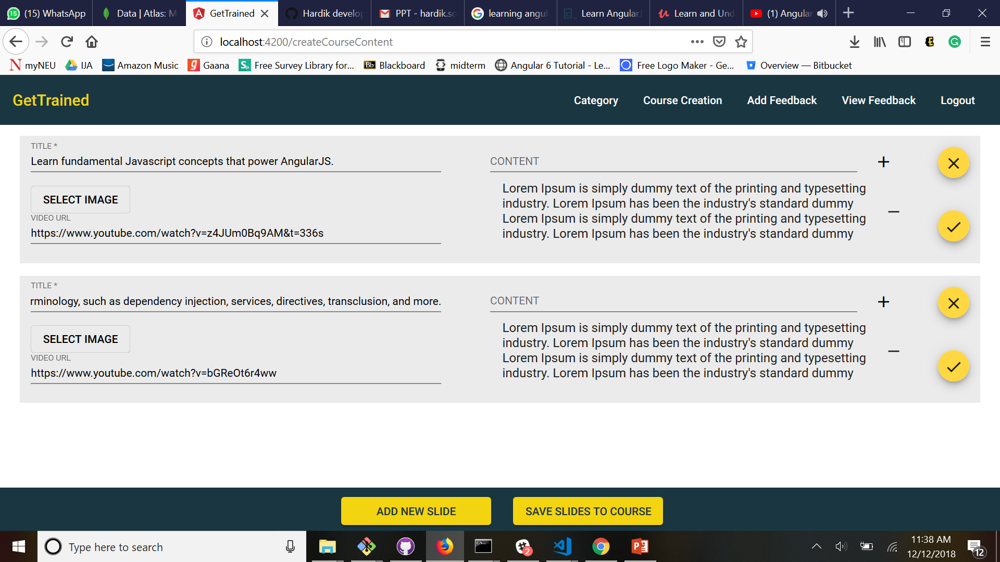 (15) WhatsApp
Data | Atlas: M
GetTrained
Hardik develop
PPT - hardik.so
learning angul
Learn AngularJ
Learn and Und
(1) Angular
localhost:4200/createCourseContent
myNEU
IJA
Amazon Music
Gaana
Free Survey Library for...
Blackboard
midterm
Angular 6 Tutorial - Le...
Free Logo Maker - Ge...
Overview — Bitbucket
GetTrained
Category
Course Creation
Add Feedback
View Feedback
Logout
TITLE *
Learn fundamental Javascript concepts that power AngularJS.
SELECT IMAGE
VIDEO URL
https://www.youtube.com/watch?v=z4JUm0Bq9AM&t=336s
CONTENT
Lorem Ipsum is simply dummy text of the printing and typesetting
industry. Lorem Ipsum has been the industry's standard dummy
Lorem Ipsum is simply dummy text of the printing and typesetting
industry. Lorem Ipsum has been the industry's standard dummy
TITLE *
rminology, such as dependency injection, services, directives, transclusion, and more.
SELECT IMAGE
VIDEO URL
https://www.youtube.com/watch?v=bGReOt6r4ww
CONTENT
Lorem Ipsum is simply dummy text of the printing and typesetting
industry. Lorem Ipsum has been the industry's standard dummy
Lorem Ipsum is simply dummy text of the printing and typesetting
industry. Lorem Ipsum has been the industry's standard dummy
ADD NEW SLIDE
SAVE SLIDES TO COURSE
Type here to search
2
11:38 AM
12/12/2018
12